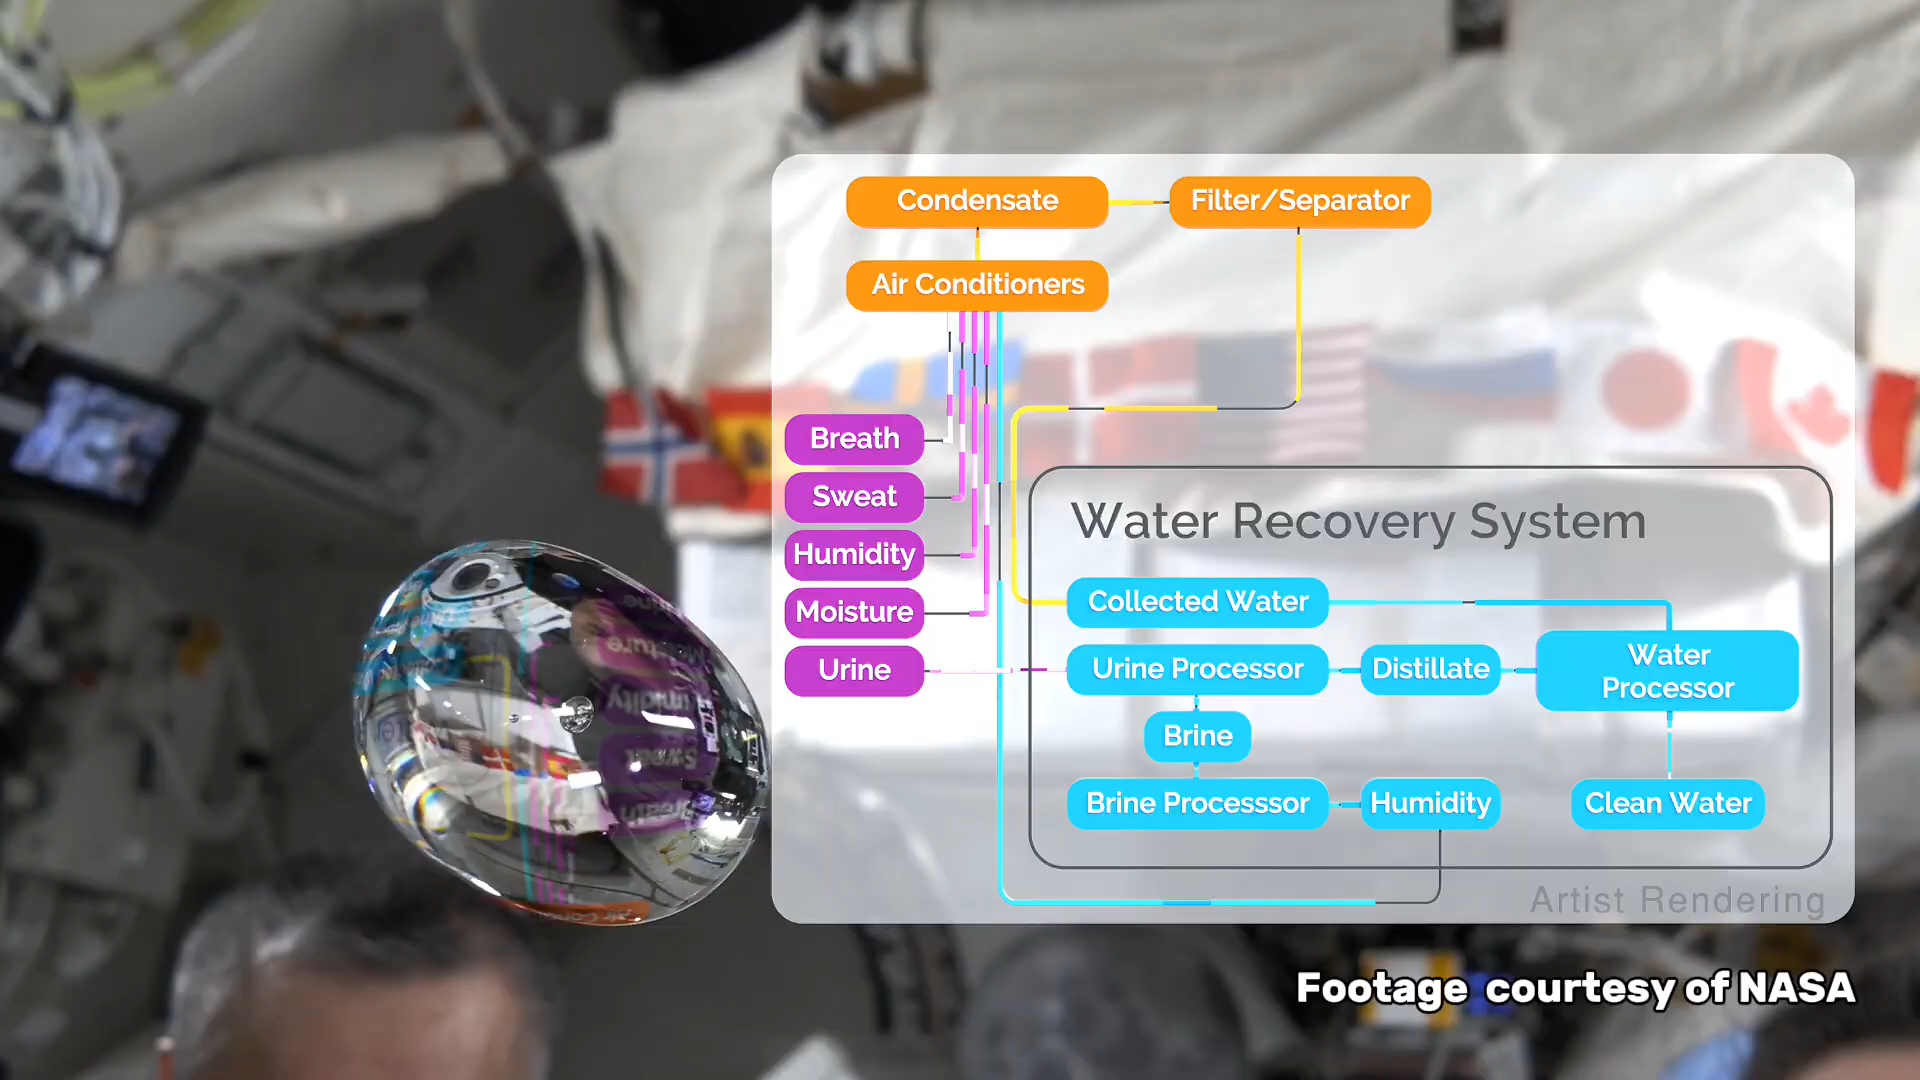 Condensate
Filter/Separator
Air Conditioners
Breath
Sweat
Humidity
Moisture
Urine
Water Recovery System
Collected Water
Urine Processor
Distillate
Water
Processor
Brine
Brine Processsor
Humidity
Clean Water
Artist Rendering
Footage courtesy of NASA